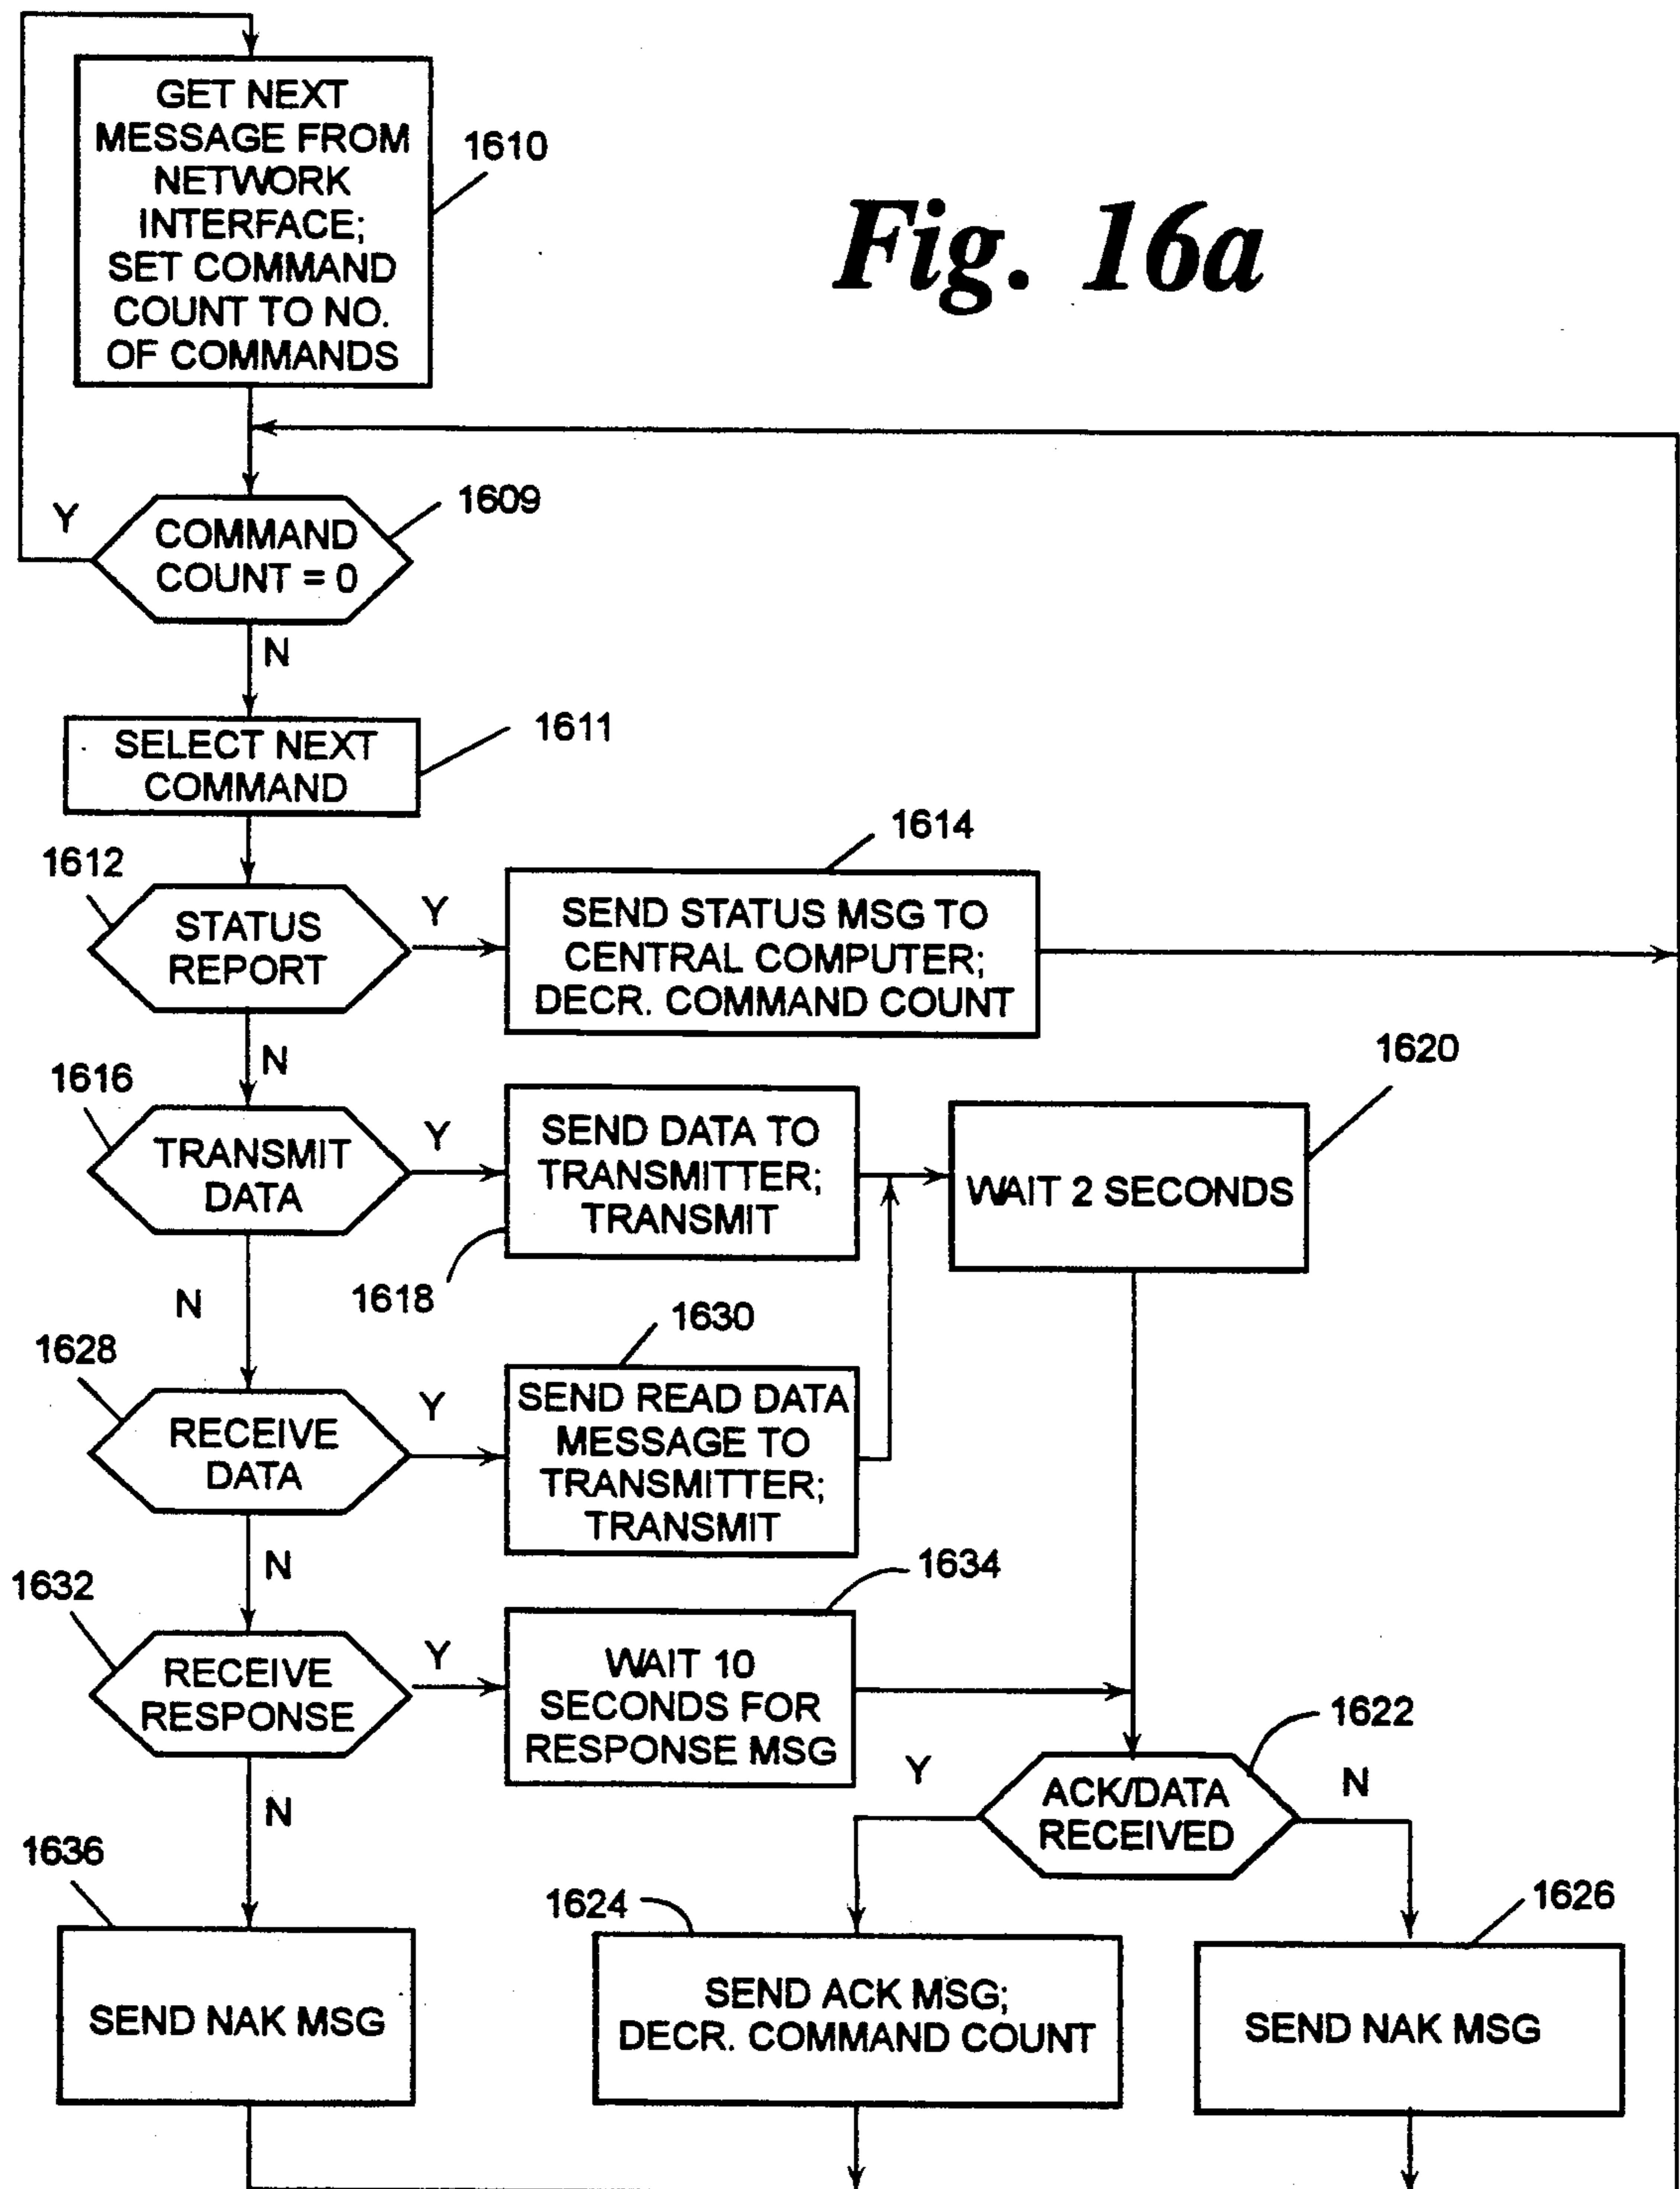 GET NEXT
MESSAGE FROM
NETWORK
INTERFACE;
SET COMMAND
COUNT TO NO.
OF COMMANDS
1610
Fig. 16a
Y
COMMAND
COUNT = 0
1609
N
SELECT NEXT
COMMAND
1611
1612
STATUS
REPORT
Y
1614
SEND STATUS MSG TO
CENTRAL COMPUTER;
DECR. COMMAND COUNT
N
1616
TRANSMIT
DATA
Y
SEND DATA TO
TRANSMITTER;
TRANSMIT
1618
1620
WAIT 2 SECONDS
N
1628
RECEIVE
DATA
Y
1630
SEND READ DATA
MESSAGE TO
TRANSMITTER;
TRANSMIT
N
1632
RECEIVE
RESPONSE
Y
1634
WAIT 10
SECONDS FOR
RESPONSE MSG
1622
Y
ACK/DATA
RECEIVED
N
N
1636
SEND NAK MSG
1624
SEND ACK MSG;
DECR. COMMAND COUNT
1626
SEND NAK MSG